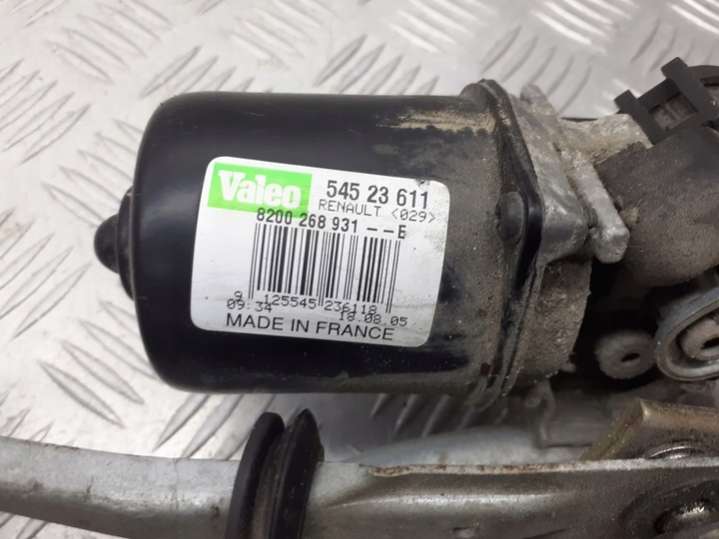 Valeo 545 23 611
RENAULT <029>
8200 268 931 --E
9 125545 236118
09:34 18.08.05
MADE IN FRANCE